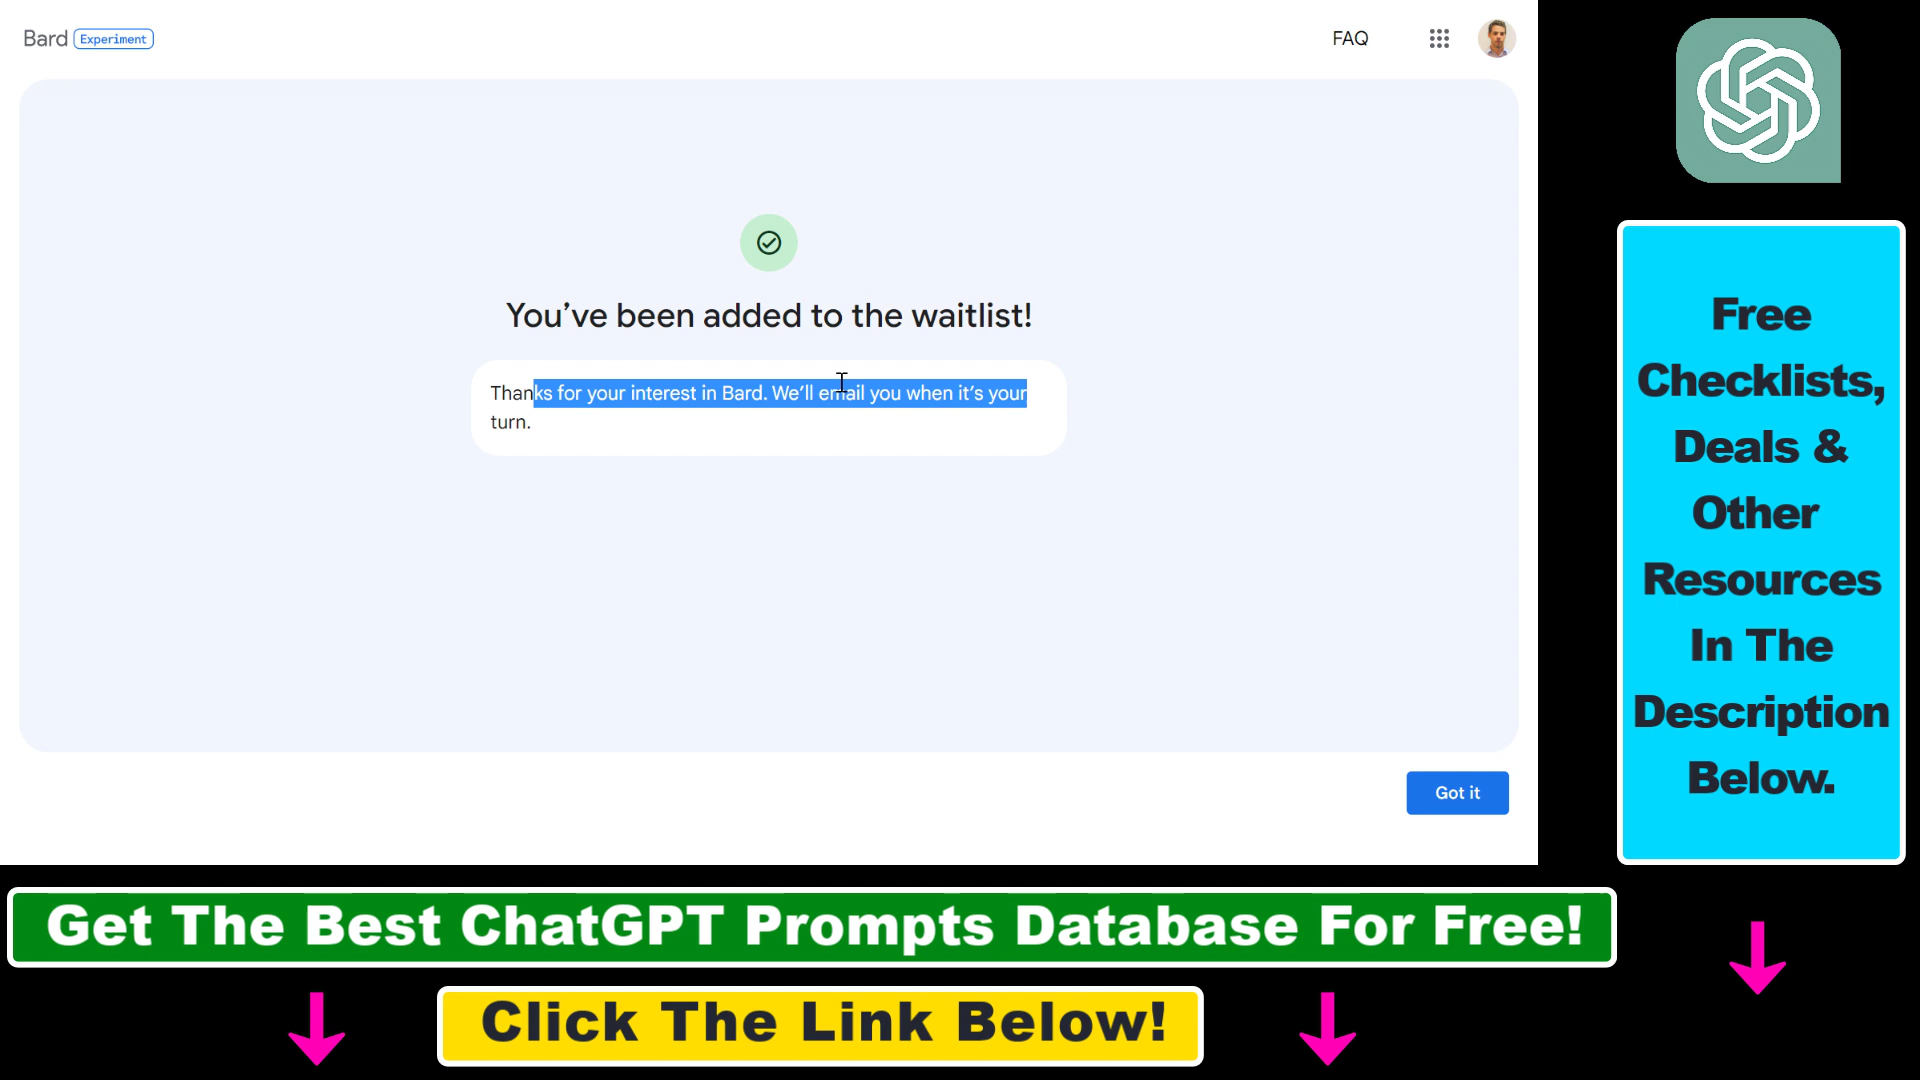 Bard Experiment
FAQ
You’ve been added to the waitlist!
Thanks for your interest in Bard. We’ll email you when it’s your
turn.
Got it
Free
Checklists,
Deals &
Other
Resources
In The
Description
Below.
Get The Best ChatGPT Prompts Database For Free!
Click The Link Below!